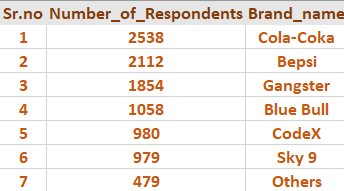 Sr.no Number_of_Respondents Brand_name
1 2538 Cola-Coka
2 2112 Bepsi
3 1854 Gangster
4 1058 Blue Bull
5 980 CodeX
6 979 Sky 9
7 479 Others